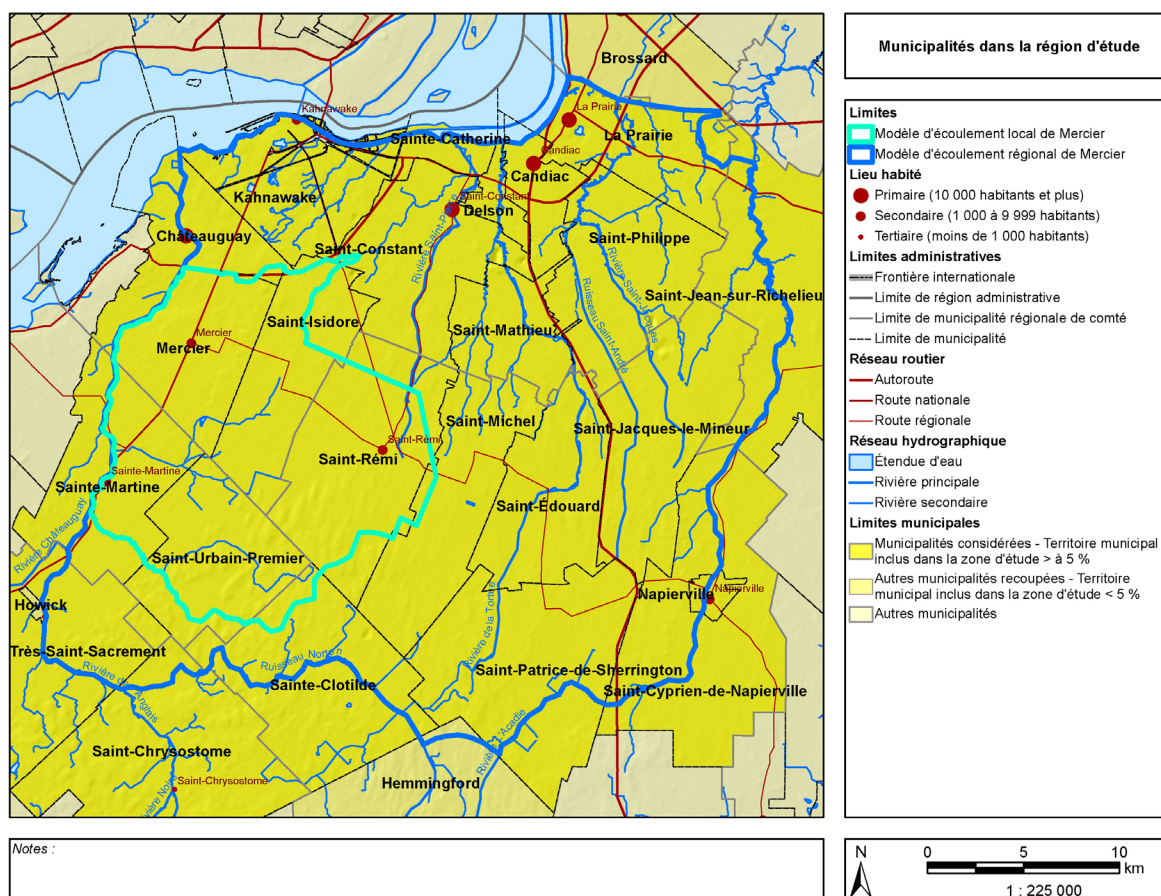 Municipalités dans la région d'étude
Limites
Modèle d'écoulement local de Mercier
Modèle d'écoulement régional de Mercier
Lieu habité
Primaire (10 000 habitants et plus)
Secondaire (1 000 à 9 999 habitants)
Tertiaire (moins de 1 000 habitants)
Limites administratives
Frontière internationale
Limite de région administrative
Limite de municipalité régionale de comté
Limite de municipalité
Réseau routier
Autoroute
Route nationale
Route régionale
Réseau hydrographique
Étendue d'eau
Rivière principale
Rivière secondaire
Limites municipales
Municipalités considérées - Territoire municipal
inclus dans la zone d'étude > à 5 %
Autres municipalités recoupées - Territoire
municipal inclus dans la zone d'étude < 5 %
Autres municipalités
Brossard
Kahnawake
La Prairie
La Prairie
Sainte-Catherine
Candiac
Candiac
Kahnawake
Saint-Constant
Delson
Châteauguay
Saint-Constant
Saint-Philippe
Rivière Saint-Jacques
Ruisseau Saint-André
Saint-Jean-sur-Richelieu
Saint-Isidore
Saint-Mathieu
Mercier
Mercier
Saint-Michel
Saint-Jacques-le-Mineur
Saint-Rémi
Saint-Rémi
Sainte-Martine
Sainte-Martine
Saint-Édouard
Rivière Châteauguay
Saint-Urbain-Premier
Napierville
Napierville
Howick
Rivière de la Tortue
Très-Saint-Sacrement
Ruisseau Norton
Saint-Patrice-de-Sherrington
Sainte-Clotilde
Saint-Cyprien-de-Napierville
Rivière L'Acadie
Saint-Chrysostome
Saint-Chrysostome
Hemmingford
Notes :
N
0 5 10
km
1 : 225 000